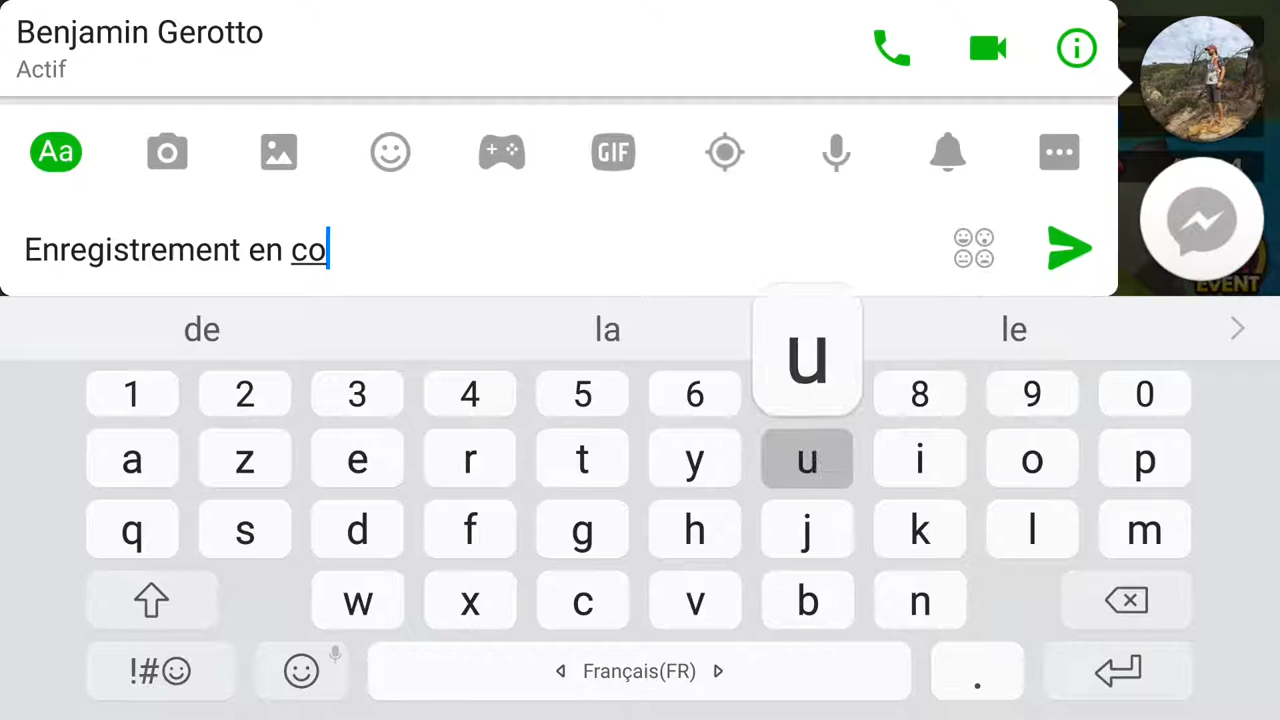 Benjamin Gerotto
Actif
Aa
GIF
Enregistrement en co
EVENT
de la le
u
1 2 3 4 5 6 8 9 0
a z e r t y u i o p
q s d f g h j k l m
w x c v b n
!#☺ Français(FR) .